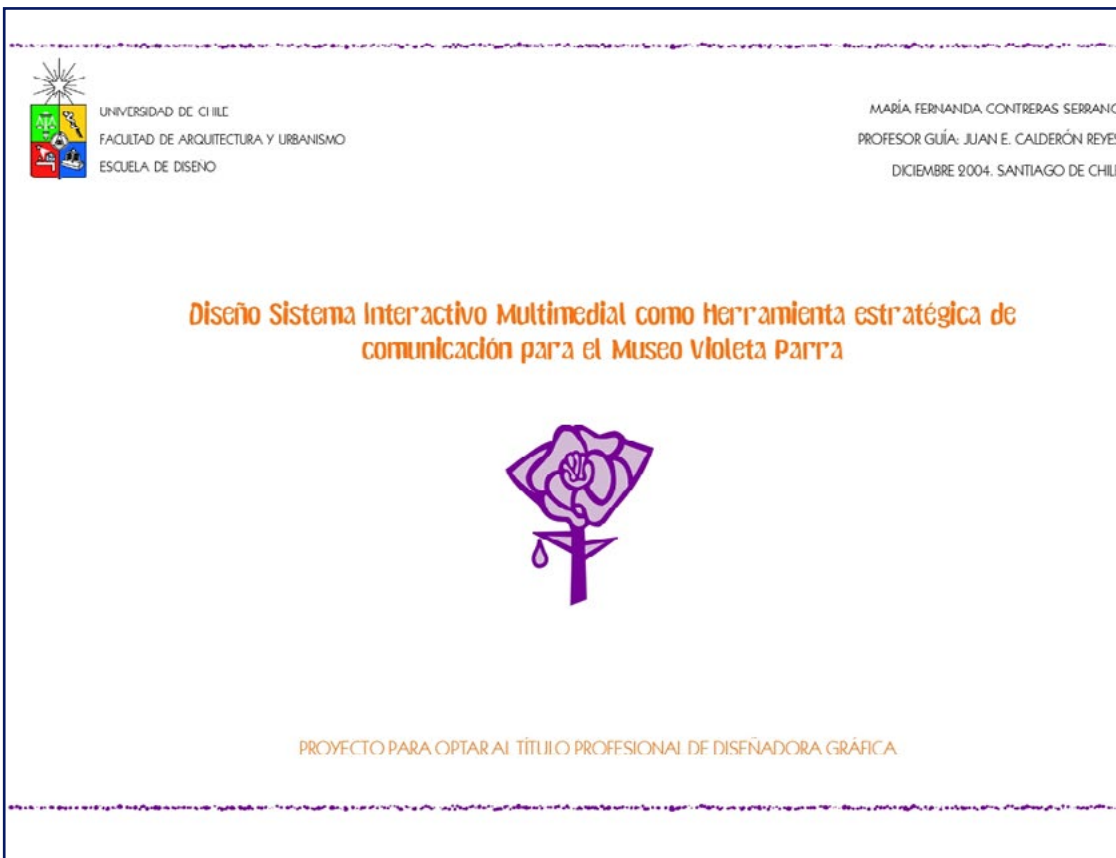 UNIVERSIDAD DE CHILE
FACULTAD DE ARQUITECTURA Y URBANISMO
ESCUELA DE DISEÑO
MARÍA FERNANDA CONTRERAS SERRANO
PROFESOR GUÍA: JUAN E. CALDERÓN REYES
DICIEMBRE 2004. SANTIAGO DE CHILE
Diseño Sistema Interactivo Multimedial como Herramienta estratégica de
comunicación para el Museo Violeta Parra
PROYECTO PARA OPTAR AL TÍTULO PROFESIONAL DE DISEÑADORA GRÁFICA